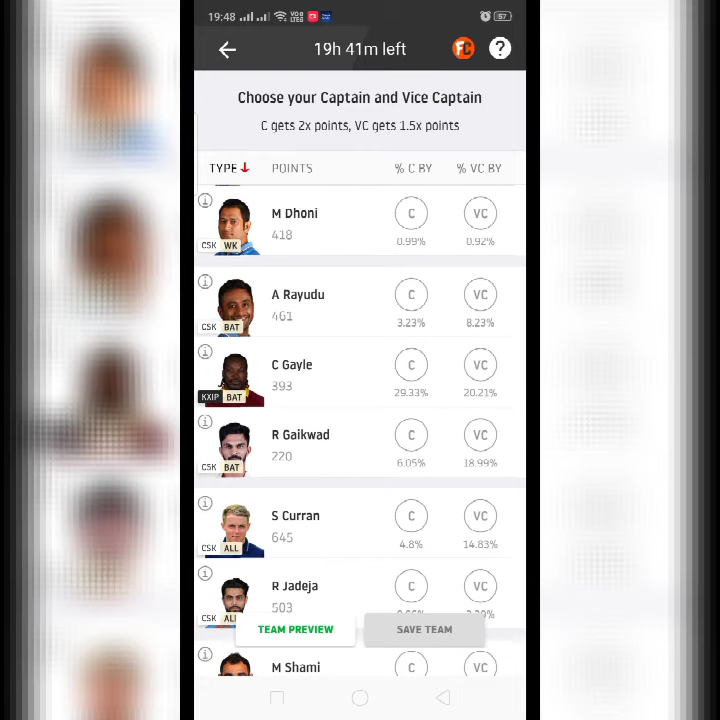 19:48
57
19h 41m left
FC
?
Choose your Captain and Vice Captain
C gets 2x points, VC gets 1.5x points
TYPE POINTS % C BY % VC BY
M Dhoni
418
C VC
0.99% 0.92%
CSK WK
A Rayudu
461
C VC
3.23% 8.23%
CSK BAT
C Gayle
393
C VC
29.33% 20.21%
KXIP BAT
R Gaikwad
220
C VC
6.05% 18.99%
CSK BAT
S Curran
645
C VC
4.8% 14.83%
CSK ALL
R Jadeja
503
C VC
CSK ALL
TEAM PREVIEW SAVE TEAM
M Shami
C VC